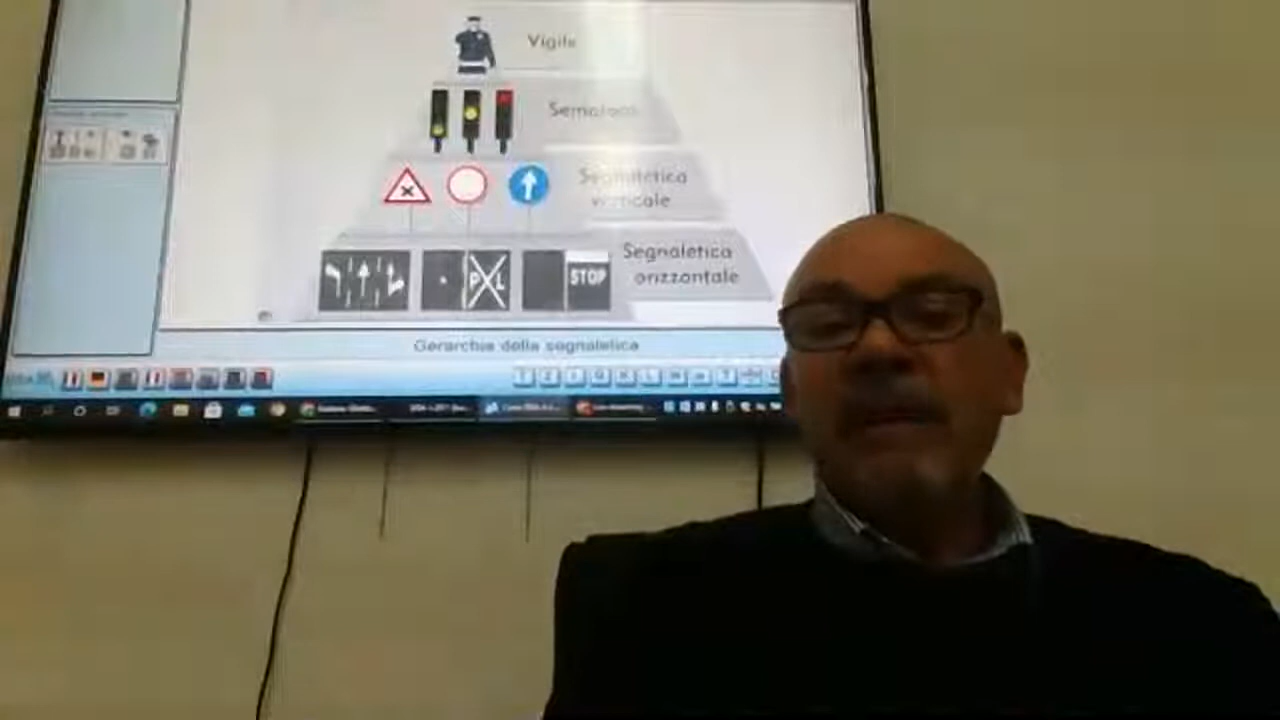 Vigile
Semaforo
Segnaletica
verticale
Segnaletica
orizzontale
P L
STOP
Gerarchia della segnaletica